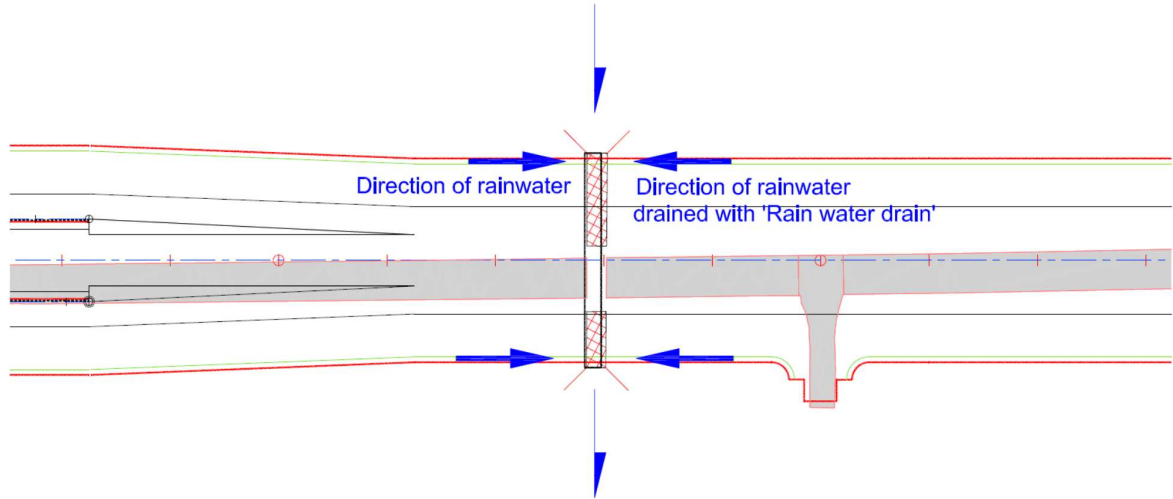 Direction of rainwater
Direction of rainwater
drained with 'Rain water drain'